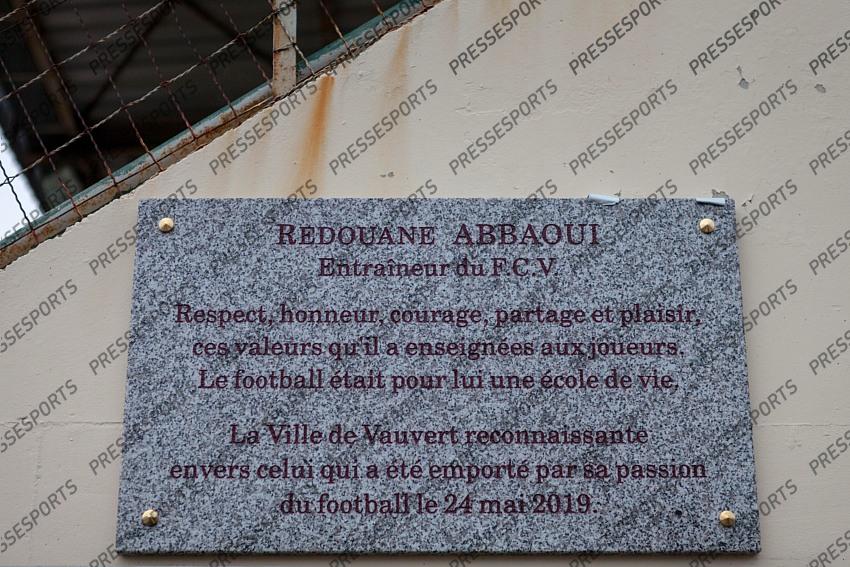 REDOUANE ABBAOUI
Entraîneur du F.C.V.
Respect, honneur, courage, partage et plaisir,
ces valeurs qu'il a enseignées aux joueurs.
Le football était pour lui une école de vie.
La Ville de Vauvert reconnaissante
envers celui qui a été emporté par sa passion
du football le 24 mai 2019.
PRESSESPORTS